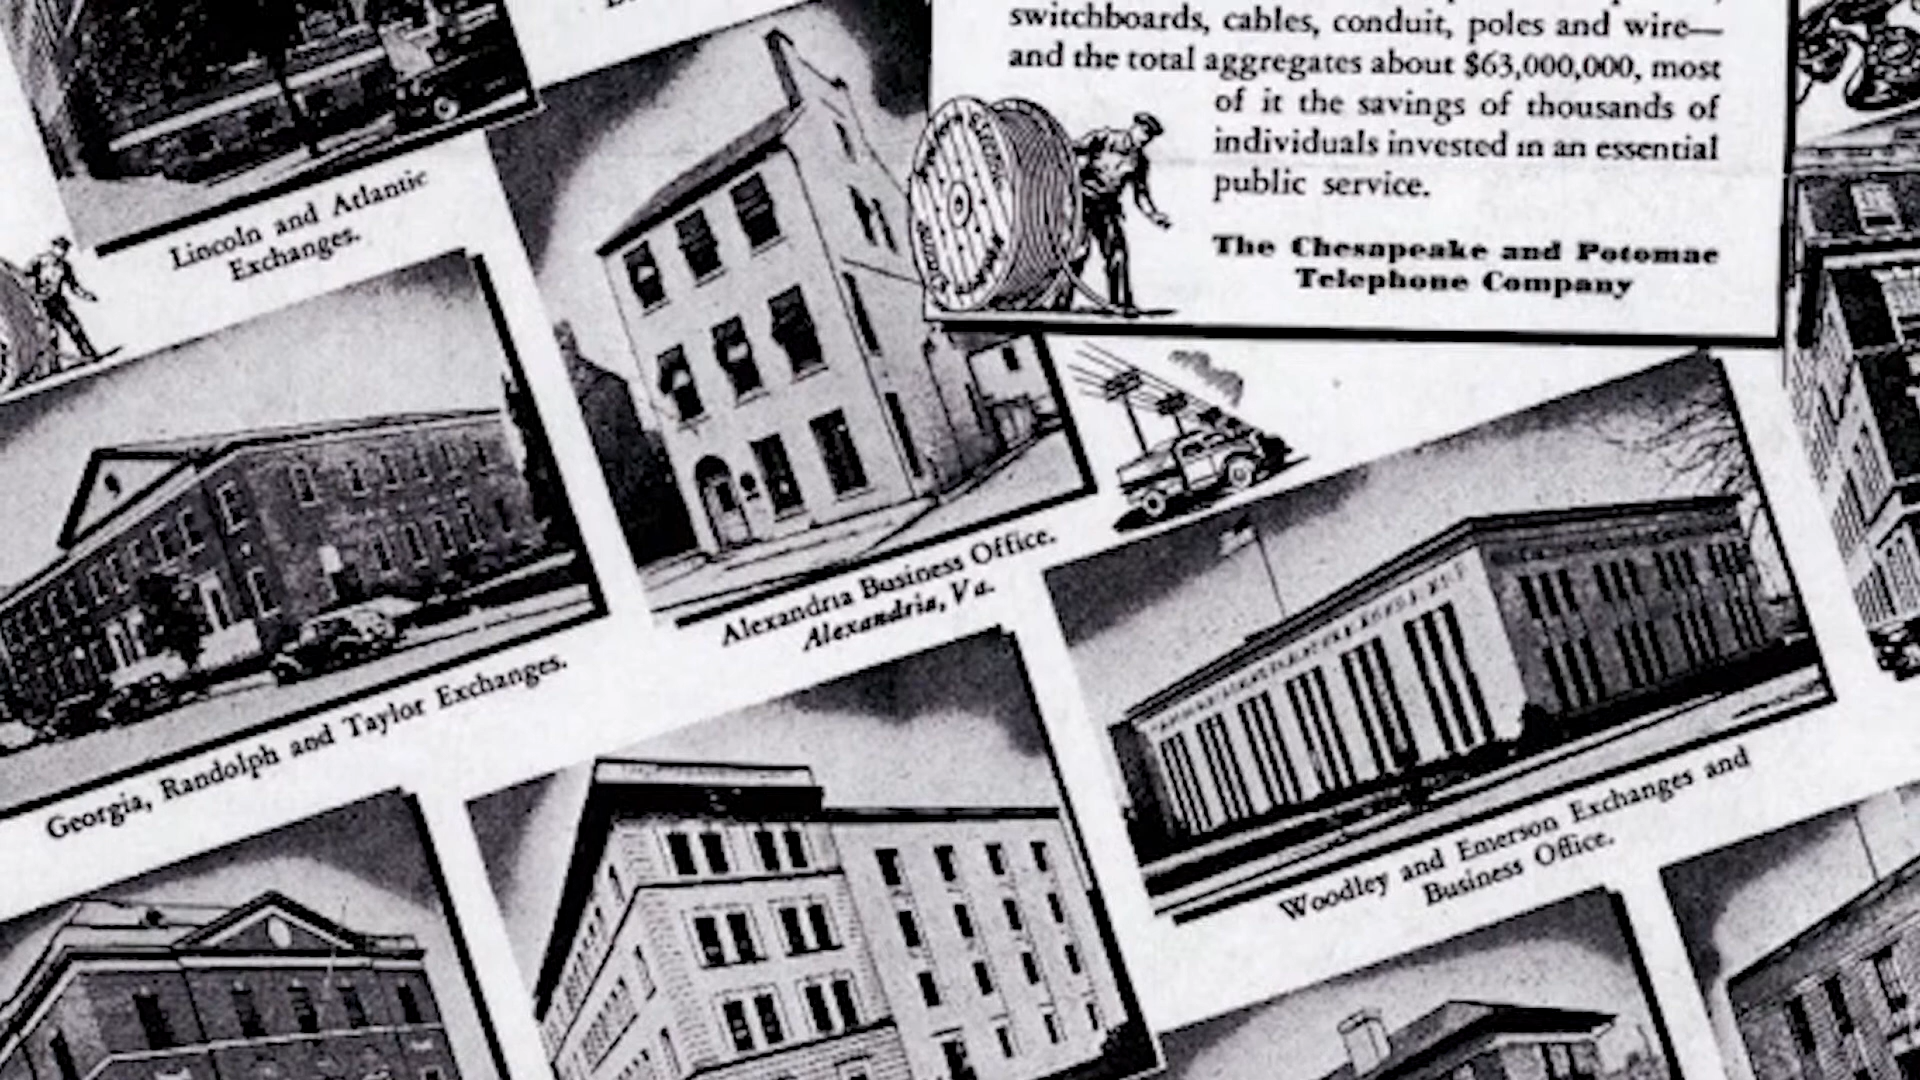 switchboards, cables, conduit, poles and wire—
and the total aggregates about $63,000,000, most
of it the savings of thousands of
individuals invested in an essential
public service.
The Chesapeake and Potomac
Telephone Company
Lincoln and Atlantic
Exchanges.
Alexandria Business Office.
Alexandria, Va.
Georgia, Randolph and Taylor Exchanges.
Woodley and Emerson Exchanges and
Business Office.